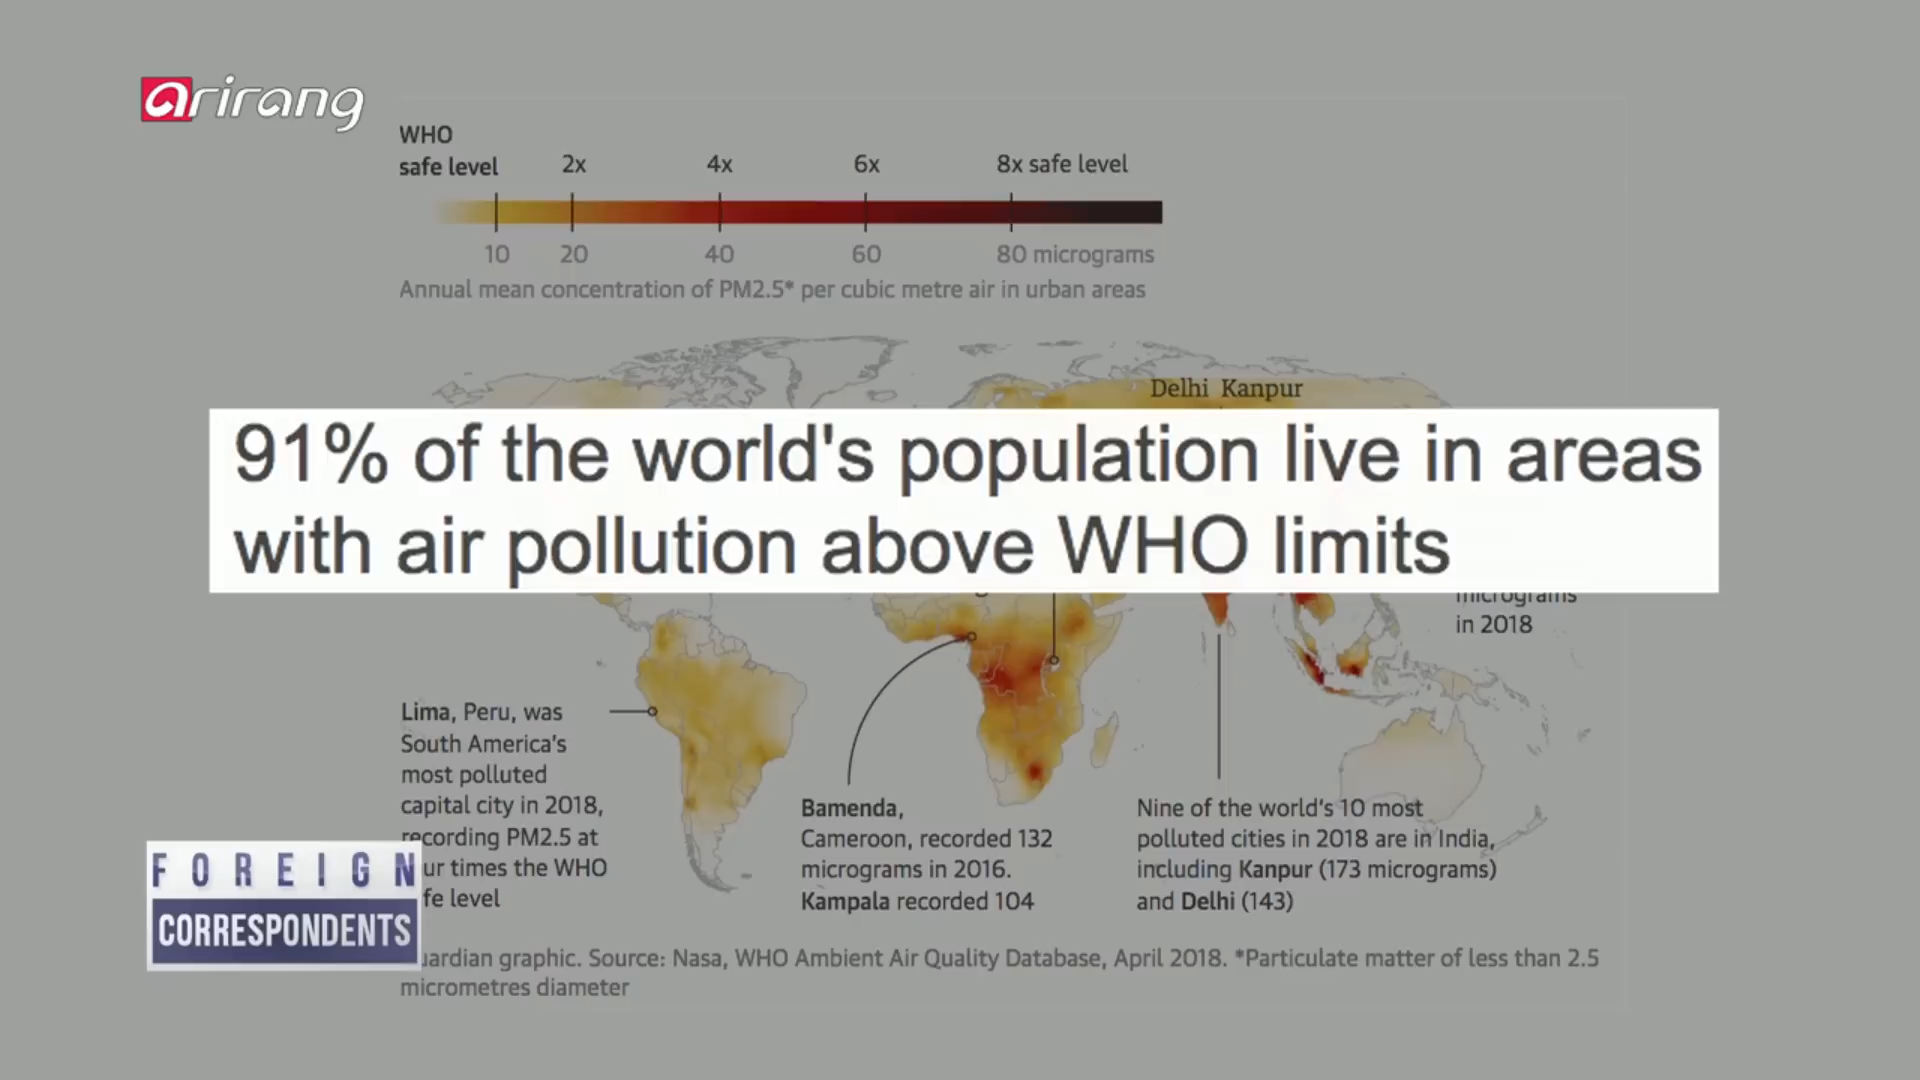 arirang
WHO
safe level 2x 4x 6x 8x safe level
10 20 40 60 80 micrograms
Annual mean concentration of PM2.5* per cubic metre air in urban areas
Delhi Kanpur
91% of the world's population live in areas
with air pollution above WHO limits
micrograms
in 2018
Lima, Peru, was
South America's
most polluted
capital city in 2018,
recording PM2.5 at
ur times the WHO
fe level
Bamenda,
Cameroon, recorded 132
micrograms in 2016.
Kampala recorded 104
Nine of the world's 10 most
polluted cities in 2018 are in India,
including Kanpur (173 micrograms)
and Delhi (143)
FOREIGN
CORRESPONDENTS
uardian graphic. Source: Nasa, WHO Ambient Air Quality Database, April 2018. *Particulate matter of less than 2.5
micrometres diameter